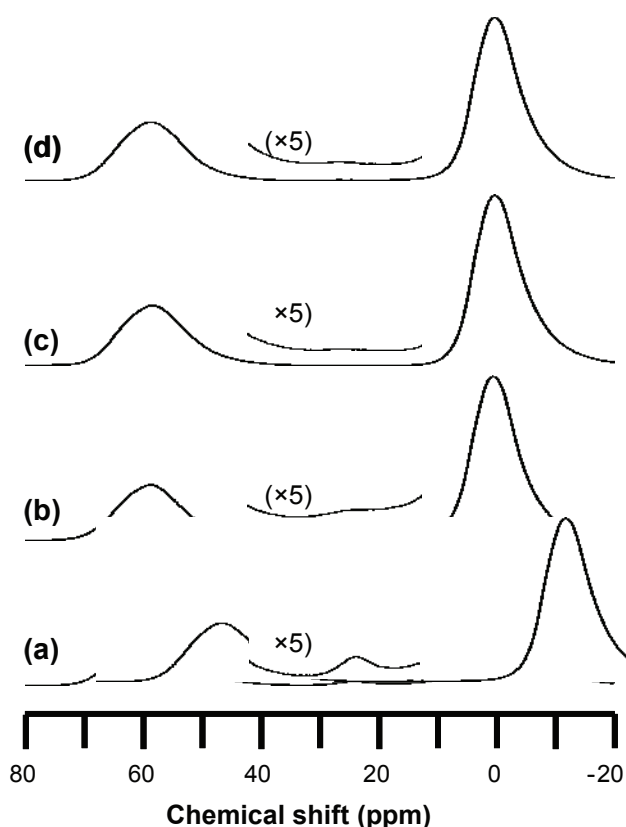 (d) (×5)
(c) ×5)
(b) (×5)
(a) ×5)
80 60 40 20 0 -20
Chemical shift (ppm)